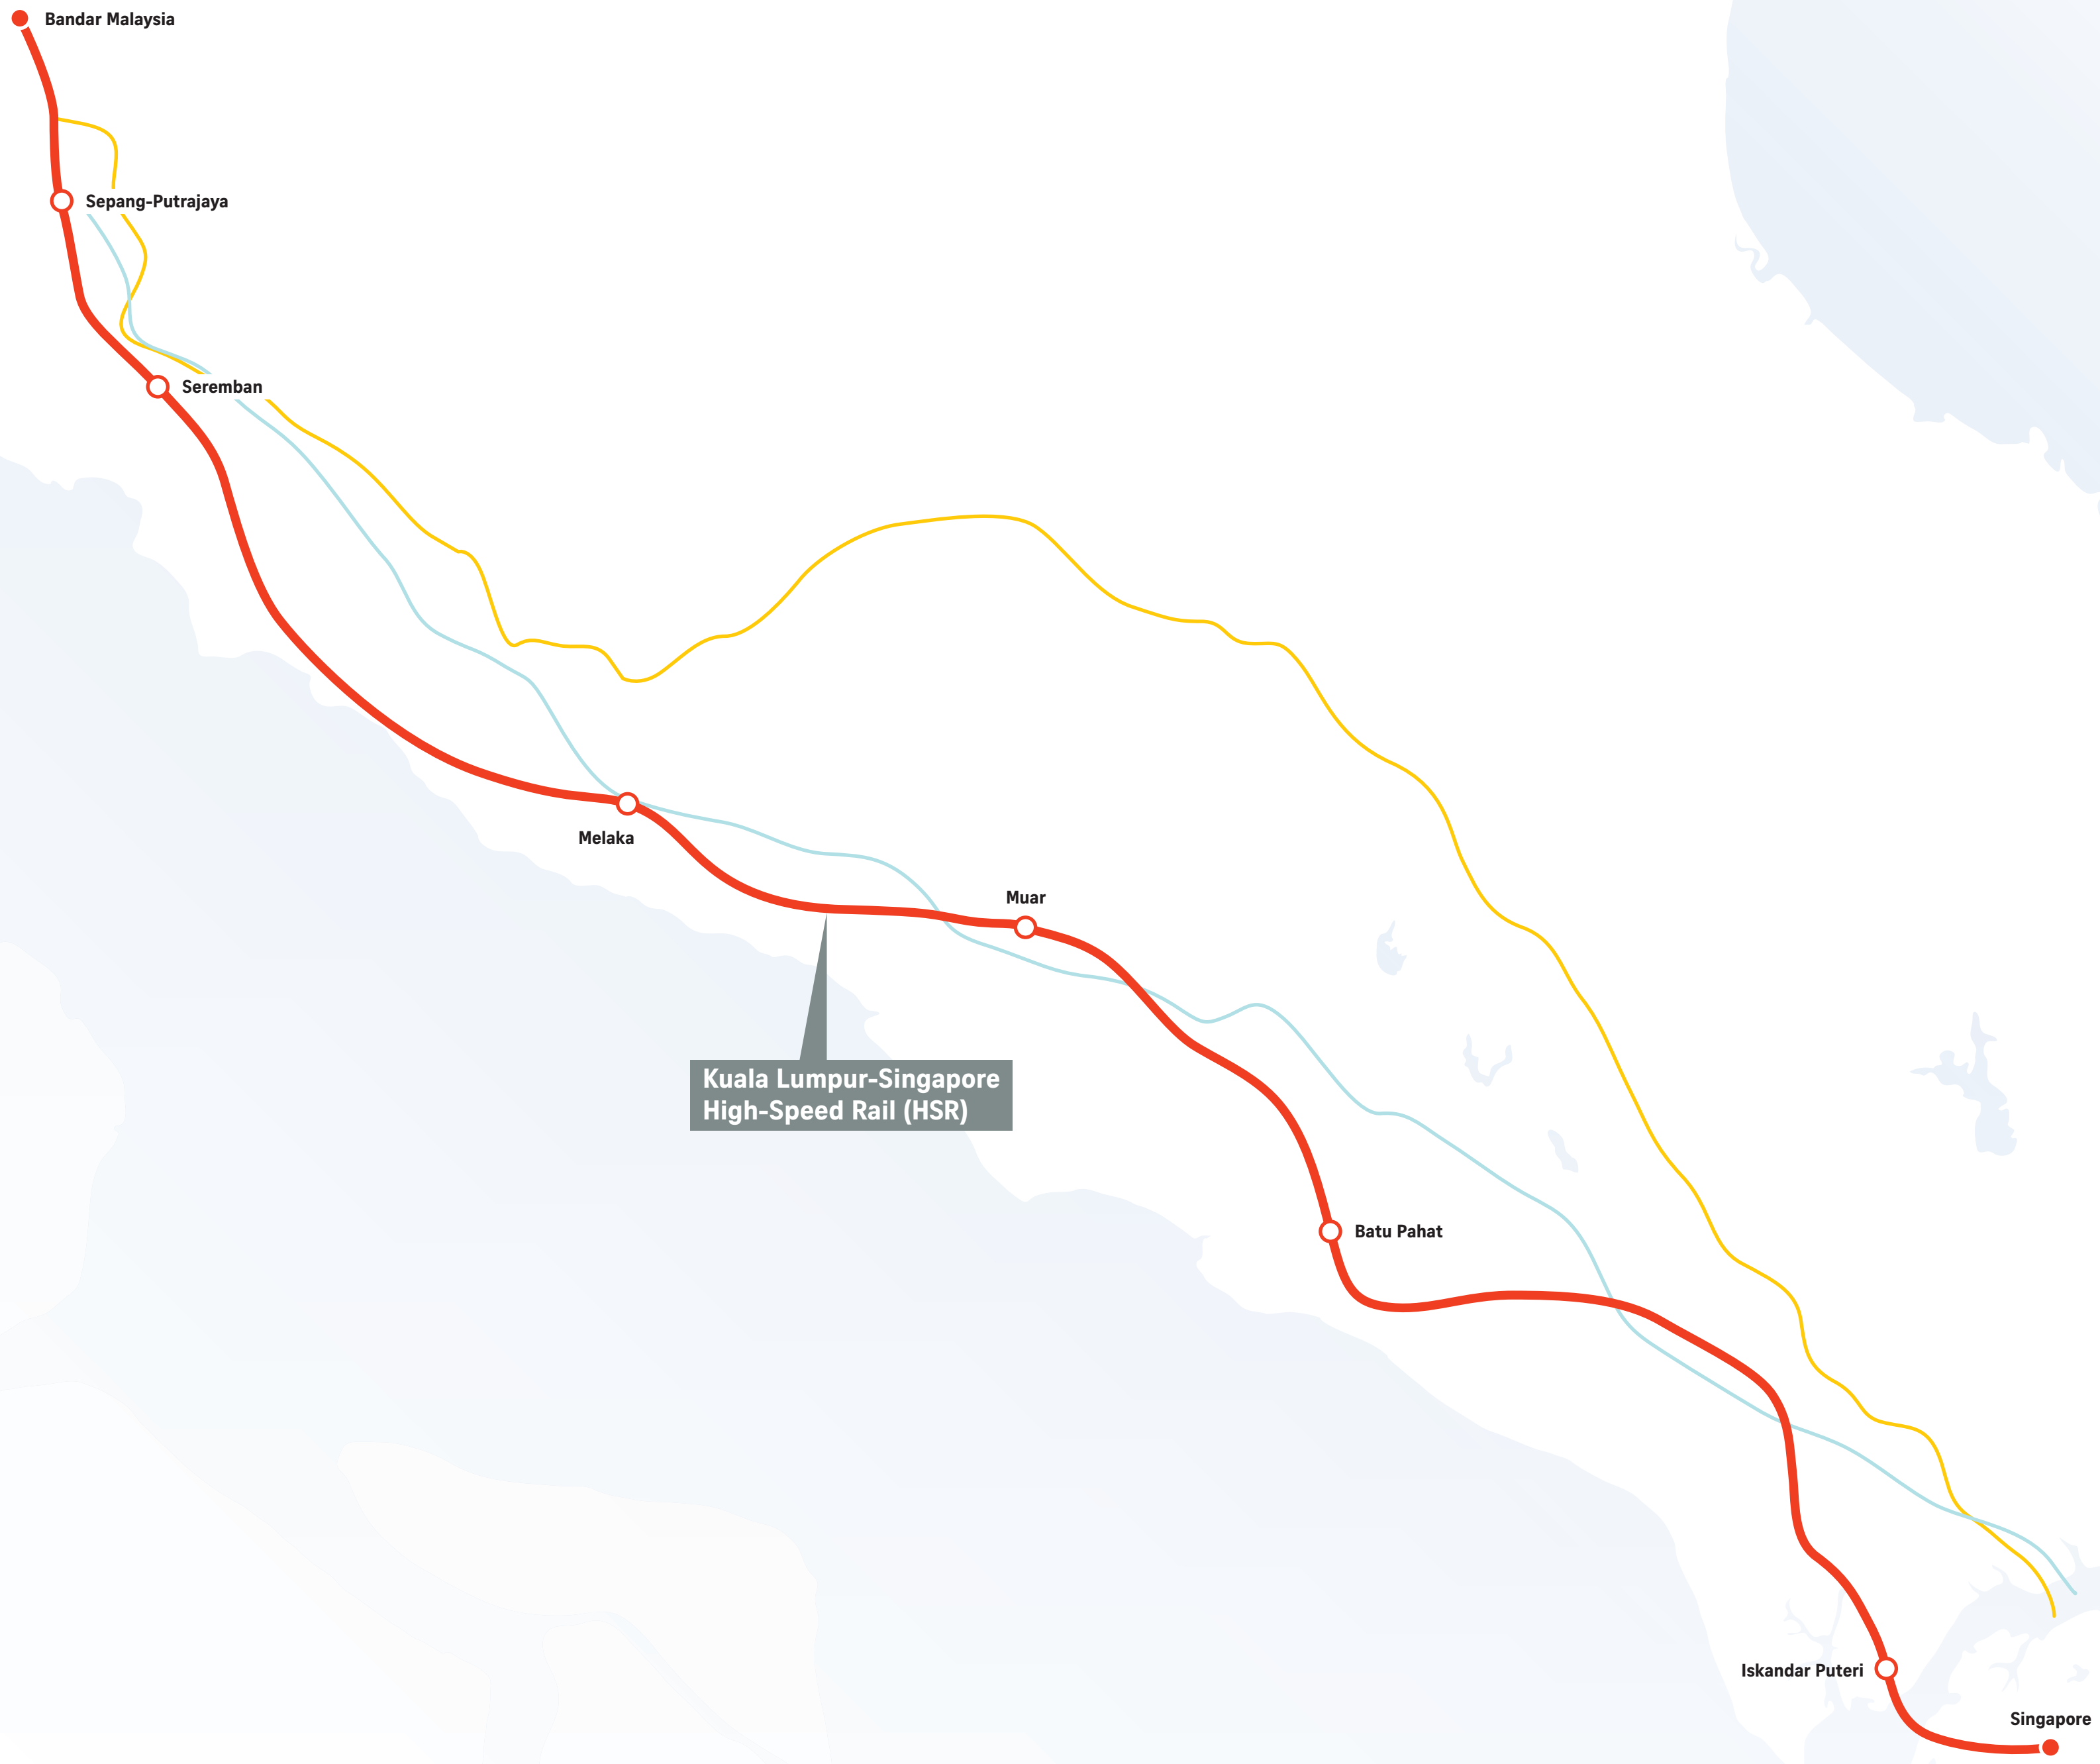 Bandar Malaysia
Sepang-Putrajaya
Seremban
Melaka
Muar
Kuala Lumpur-Singapore
High-Speed Rail (HSR)
Batu Pahat
Iskandar Puteri
Singapore